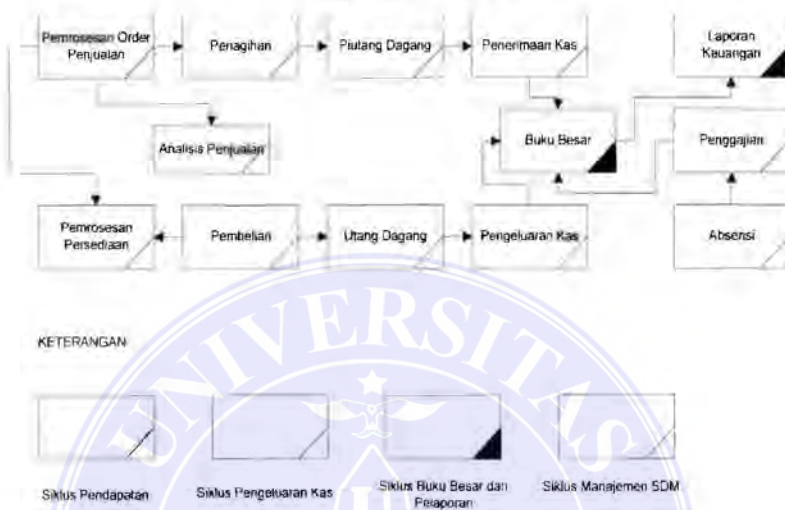 Pemrosesan Order
Penjualan
Penagihan
Piutang Dagang
Penerimaan Kas
Laporan
Keuangan
Analisis Penjualan
Buku Besar
Penggajian
Pemrosesan
Persediaan
Pembelian
Utang Dagang
Pengeluaran Kas
Absensi
KETERANGAN
UNIVERSITAS
Siklus Pendapatan
Siklus Pengeluaran Kas
Siklus Buku Besar dan
Pelaporan
Siklus Manajemen SDM